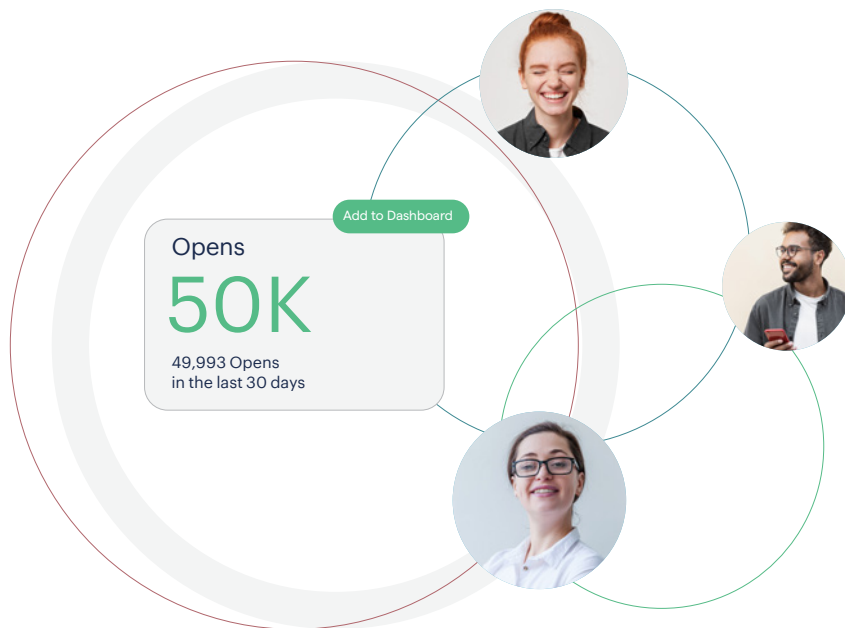 Add to Dashboard
Opens
50K
49,993 Opens
in the last 30 days